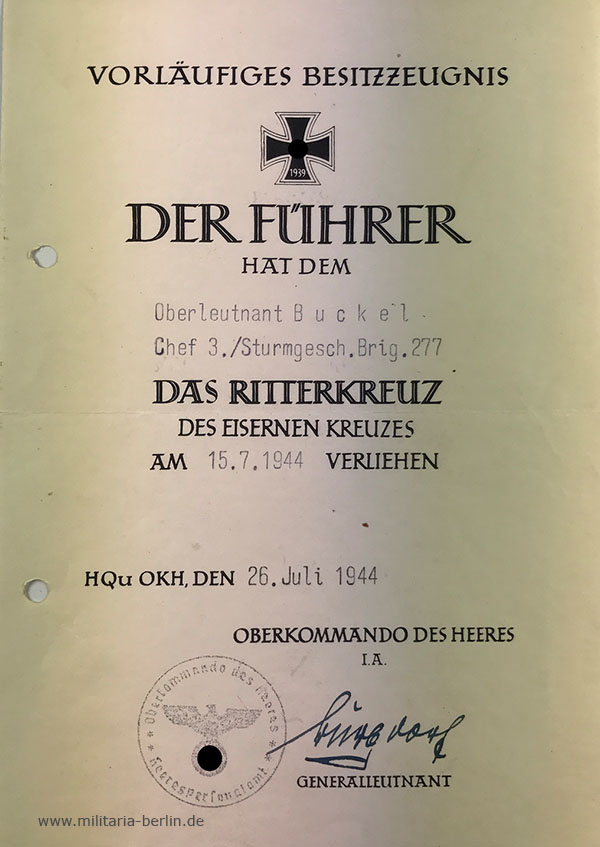 VORLÄUFIGES BESITZZEUGNIS
1939
DER FÜHRER
HAT DEM
Oberleutnant B u c k e l
Chef 3./Sturmgesch.Brig.277
DAS RITTERKREUZ
DES EISERNEN KREUZES
AM 15.7.1944 VERLIEHEN
HQu OKH, DEN 26.Juli 1944
OBERKOMMANDO DES HEERES
I.A.
Oberkommando des Heeres
Heerespersonalamt
Burgdorf
GENERALLEUTNANT
www.militaria-berlin.de